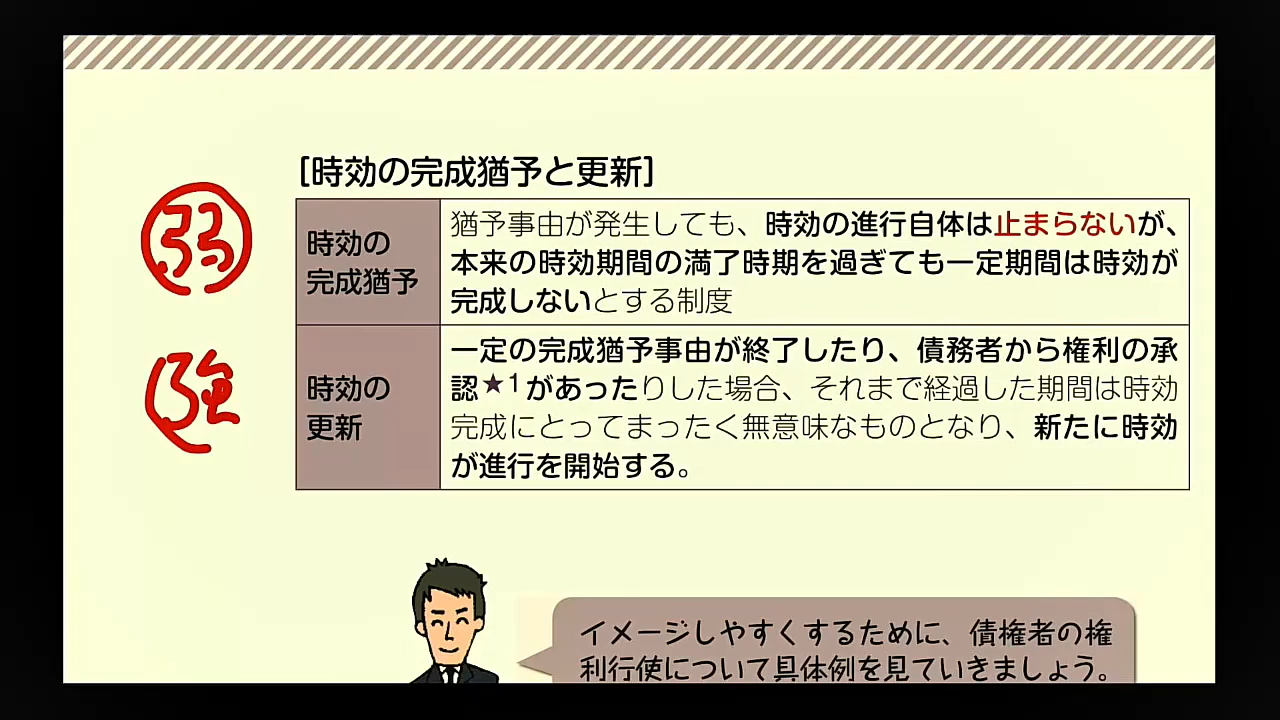 [時効の完成猶予と更新]
弱
時効の
完成猶予
猶予事由が発生しても、時効の進行自体は止まらないが、
本来の時効期間の満了時期を過ぎても一定期間は時効が
完成しないとする制度
強
時効の
更新
一定の完成猶予事由が終了したり、債務者から権利の承
認★1があったりした場合、それまで経過した期間は時効
完成にとってまったく無意味なものとなり、新たに時効
が進行を開始する。
イメージしやすくするために、債権者の権
利行使について具体例を見ていきましょう。